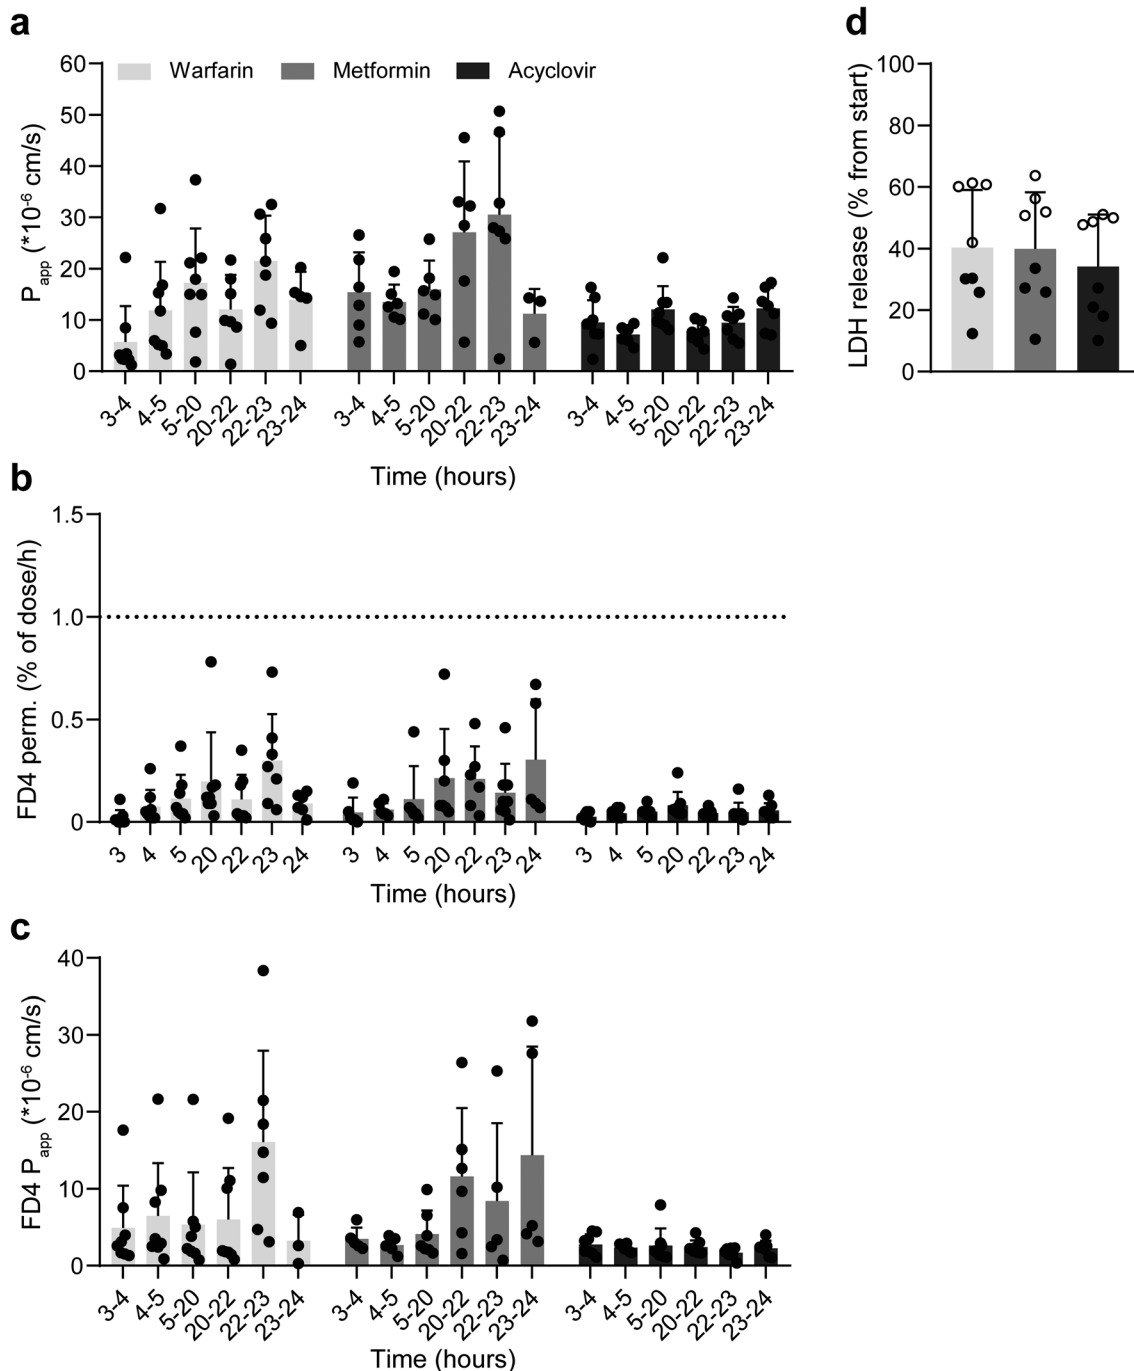 a
Warfarin Metformin Acyclovir
60
50
40
30
20
10
0
Papp (*10-6 cm/s)
3-4 4-5 5-20 20-22 22-23 23-24 3-4 4-5 5-20 20-22 22-23 23-24 3-4 4-5 5-20 20-22 22-23 23-24
Time (hours)
d
100
80
60
40
20
0
LDH release (% from start)
b
1.5
1.0
0.5
0
FD4 perm. (% of dose/h)
3 4 5 20 22 23 24 3 4 5 20 22 23 24 3 4 5 20 22 23 24
Time (hours)
c
40
30
20
10
0
FD4 Papp (*10-6 cm/s)
3-4 4-5 5-20 20-22 22-23 23-24 3-4 4-5 5-20 20-22 22-23 23-24 3-4 4-5 5-20 20-22 22-23 23-24
Time (hours)